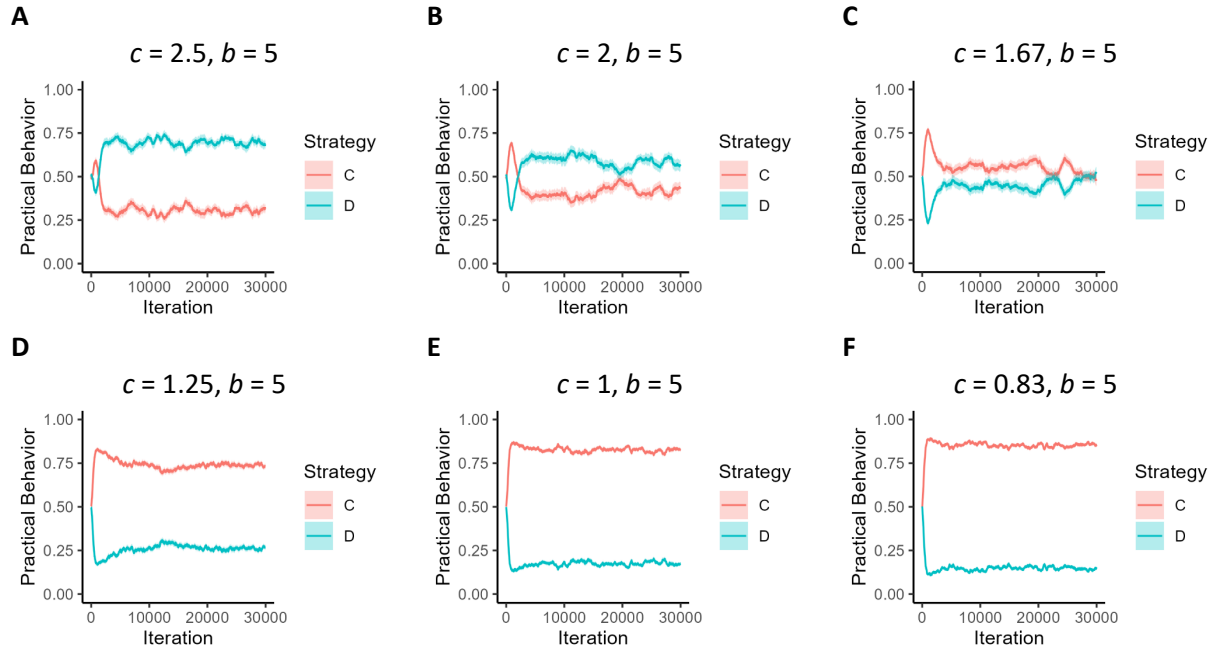 A
c = 2.5, b = 5
1.00
0.75
0.50
0.25
0.00
Practical Behavior
0
10000
20000
30000
Iteration
Strategy
C
D
B
c = 2, b = 5
1.00
0.75
0.50
0.25
0.00
Practical Behavior
0
10000
20000
30000
Iteration
Strategy
C
D
C
c = 1.67, b = 5
1.00
0.75
0.50
0.25
0.00
Practical Behavior
0
10000
20000
30000
Iteration
Strategy
C
D
D
c = 1.25, b = 5
1.00
0.75
0.50
0.25
0.00
Practical Behavior
0
10000
20000
30000
Iteration
Strategy
C
D
E
c = 1, b = 5
1.00
0.75
0.50
0.25
0.00
Practical Behavior
0
10000
20000
30000
Iteration
Strategy
C
D
F
c = 0.83, b = 5
1.00
0.75
0.50
0.25
0.00
Practical Behavior
0
10000
20000
30000
Iteration
Strategy
C
D